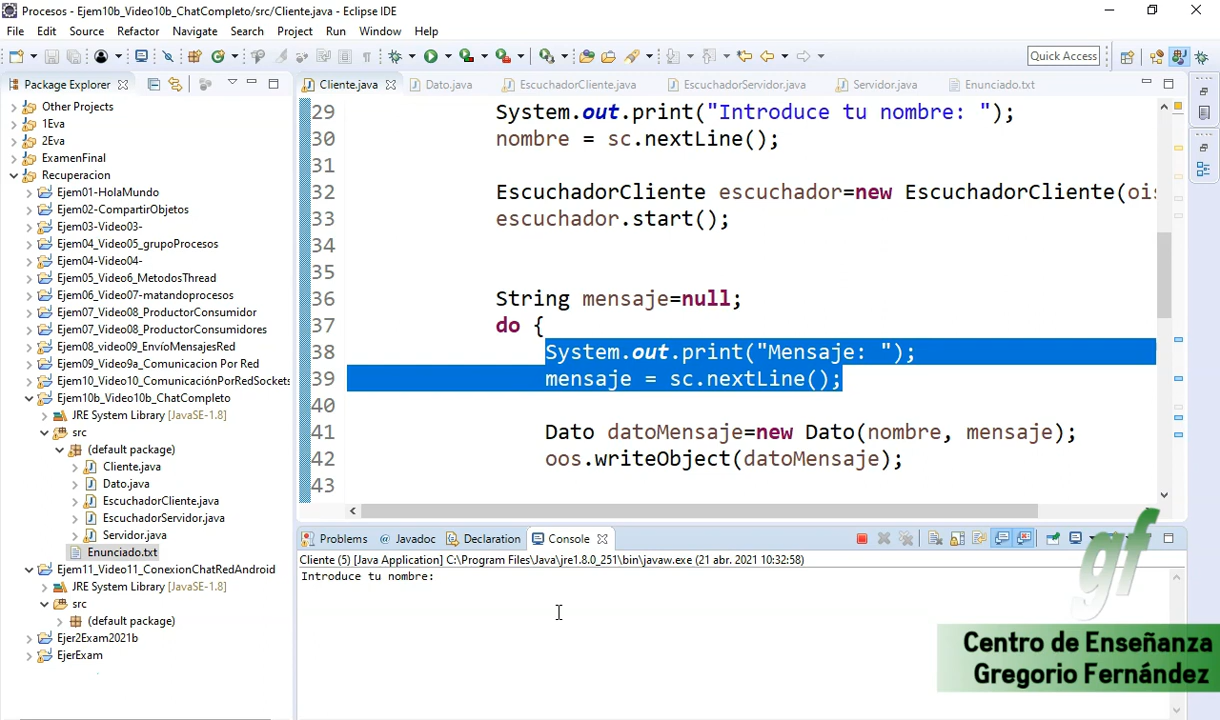 Procesos - Ejem10b_Video10b_ChatCompleto/src/Cliente.java - Eclipse IDE
File Edit Source Refactor Navigate Search Project Run Window Help
Quick Access
Package Explorer
Other Projects
1Eva
2Eva
ExamenFinal
Recuperacion
Ejem01-HolaMundo
Ejem02-CompartirObjetos
Ejem03-Video03-
Ejem04_Video05_grupoProcesos
Ejem04-Video04-
Ejem05_Video6_MetodosThread
Ejem06_Video07-matandoprocesos
Ejem07_Video08_ProductorConsumidor
Ejem07_Video08_ProductorConsumidores
Ejem08_video09_EnvíoMensajesRed
Ejem09_Video09a_Comunicacion Por Red
Ejem10_Video10_ComunicaciónPorRedSockets
Ejem10b_Video10b_ChatCompleto
JRE System Library [JavaSE-1.8]
src
(default package)
Cliente.java
Dato.java
EscuchadorCliente.java
EscuchadorServidor.java
Servidor.java
Enunciado.txt
Ejem11_Video11_ConexionChatRedAndroid
JRE System Library [JavaSE-1.8]
src
(default package)
Ejer2Exam2021b
EjerExam
Cliente.java Dato.java EscuchadorCliente.java EscuchadorServidor.java Servidor.java Enunciado.txt
29 System.out.print("Introduce tu nombre: ");
30 nombre = sc.nextLine();
31
32 EscuchadorCliente escuchador=new EscuchadorCliente(ois
33 escuchador.start();
34
35
36 String mensaje=null;
37 do {
38 System.out.print("Mensaje: ");
39 mensaje = sc.nextLine();
40
41 Dato datoMensaje=new Dato(nombre, mensaje);
42 oos.writeObject(datoMensaje);
43
Problems @ Javadoc Declaration Console
Cliente (5) [Java Application] C:\Program Files\Java\jre1.8.0_251\bin\javaw.exe (21 abr. 2021 10:32:58)
Introduce tu nombre:
gf
Centro de Enseñanza
Gregorio Fernández